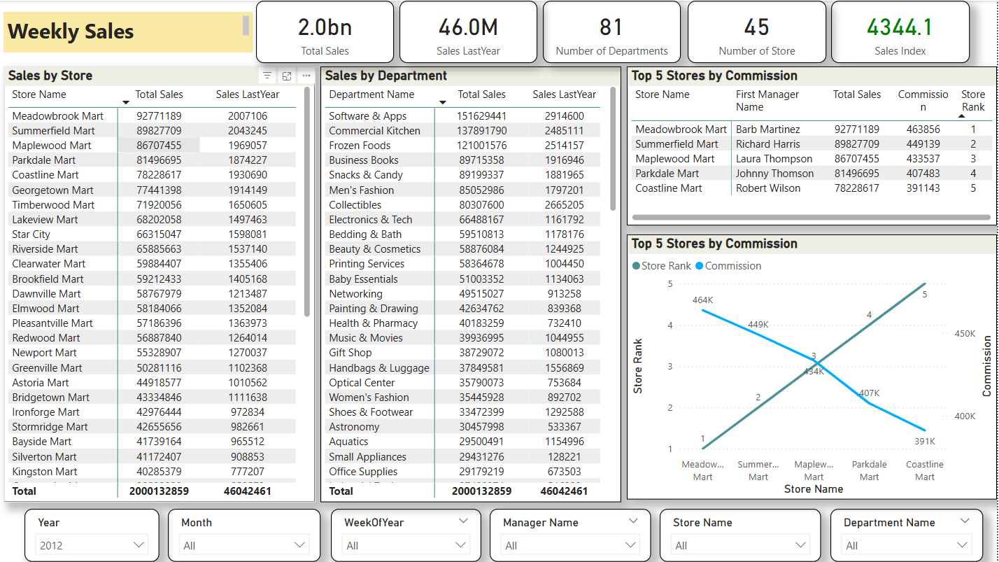 Weekly Sales
2.0bn
Total Sales
46.0M
Sales LastYear
81
Number of Departments
45
Number of Store
4344.1
Sales Index
Sales by Store
Store Name Total Sales Sales LastYear
Meadowbrook Mart 92771189 2007106
Summerfield Mart 89827709 2043245
Maplewood Mart 86707455 1969057
Parkdale Mart 81496695 1874227
Coastline Mart 78228617 1930690
Georgetown Mart 77441398 1914149
Timberwood Mart 71920056 1650605
Lakeview Mart 68202058 1497463
Star City 66315047 1598081
Riverside Mart 65885663 1537140
Clearwater Mart 59884407 1355406
Brookfield Mart 59212433 1405168
Dawnville Mart 58767979 1213487
Elmwood Mart 58184066 1352084
Pleasantville Mart 57186396 1363973
Redwood Mart 56887840 1264014
Newport Mart 55328907 1270037
Greenville Mart 50281116 1102368
Astoria Mart 44918577 1010562
Bridgetown Mart 43334846 1111638
Ironforge Mart 42976444 972834
Stormridge Mart 42655656 982661
Bayside Mart 41739164 965512
Silverton Mart 41172407 908853
Kingston Mart 40285379 777207
Total 2000132859 46042461
Sales by Department
Department Name Total Sales Sales LastYear
Software & Apps 151629441 2914600
Commercial Kitchen 137891790 2485111
Frozen Foods 121001576 2514157
Business Books 89715358 1916946
Snacks & Candy 89199337 1881965
Men's Fashion 85052986 1797201
Collectibles 80307600 2665205
Electronics & Tech 66488167 1161792
Bedding & Bath 59510813 1178176
Beauty & Cosmetics 58876084 1244925
Printing Services 58364678 1004450
Baby Essentials 51003352 1134063
Networking 49515027 913258
Painting & Drawing 42634762 839368
Health & Pharmacy 40183259 732410
Music & Movies 39936995 1044955
Gift Shop 38729072 1080013
Handbags & Luggage 37849581 1556869
Optical Center 35790073 753684
Women's Fashion 35445928 892702
Shoes & Footwear 33472399 1292588
Astronomy 30457998 533367
Aquatics 29500491 1154996
Small Appliances 29431276 128221
Office Supplies 29179219 673503
Total 2000132859 46042461
Top 5 Stores by Commission
Store Name First Manager Total Sales Commissio Store
Name n Rank
Meadowbrook Mart Barb Martinez 92771189 463856 1
Summerfield Mart Richard Harris 89827709 449139 2
Maplewood Mart Laura Thompson 86707455 433537 3
Parkdale Mart Johnny Thomson 81496695 407483 4
Coastline Mart Robert Wilson 78228617 391143 5
Top 5 Stores by Commission
Store Rank Commission
5
4
3
2
1
Store Rank
464K
449K
434K
407K
391K
1
2
3
4
5
450K
400K
Commission
Meadow... Summer... Maplew... Parkdale Coastline
Mart Mart Mart Mart Mart
Store Name
Year
2012
Month
All
WeekOfYear
All
Manager Name
All
Store Name
All
Department Name
All